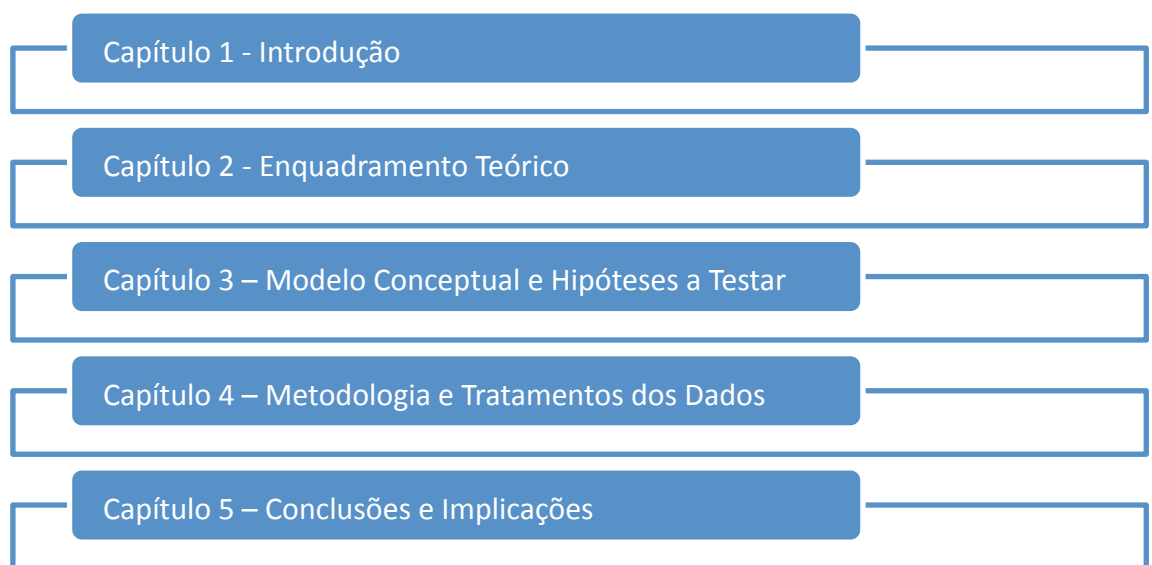 Capítulo 1 - Introdução
Capítulo 2 - Enquadramento Teórico
Capítulo 3 – Modelo Conceptual e Hipóteses a Testar
Capítulo 4 – Metodologia e Tratamentos dos Dados
Capítulo 5 – Conclusões e Implicações